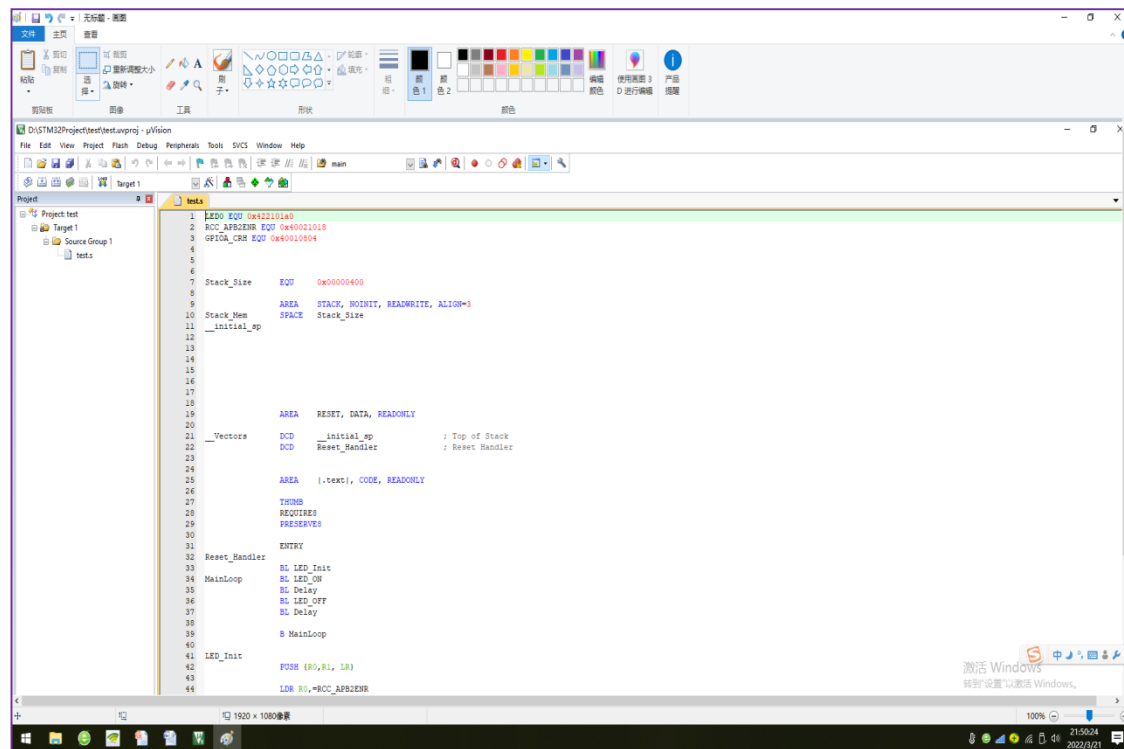 无标题 - 画图
文件 主页 查看
粘贴
剪切
复制
选择
裁剪
重新调整大小
旋转
A
刷子
轮廓
填充
粗细
颜色 1
颜色 2
编辑颜色
使用画图 3D 进行编辑
产品提醒
剪贴板 图像 工具 形状 颜色
D:\STM32Project\test\test.uvproj - µVision
File Edit View Project Flash Debug Peripherals Tools SVCS Window Help
main
Target 1
Project
Project: test
Target 1
Source Group 1
test.s
test.s
1 LED0 EQU 0x422101a0
2 RCC_APB2ENR EQU 0x40021018
3 GPIOA_CRH EQU 0x40010804
4
5
6
7 Stack_Size EQU 0x00000400
8
9 AREA STACK, NOINIT, READWRITE, ALIGN=3
10 Stack_Mem SPACE Stack_Size
11 __initial_sp
12
13
14
15
16
17
18
19 AREA RESET, DATA, READONLY
20
21 __Vectors DCD __initial_sp ; Top of Stack
22 DCD Reset_Handler ; Reset Handler
23
24
25 AREA |.text|, CODE, READONLY
26
27 THUMB
28 REQUIRE8
29 PRESERVE8
30
31 ENTRY
32 Reset_Handler
33 BL LED_Init
34 MainLoop BL LED_ON
35 BL Delay
36 BL LED_OFF
37 BL Delay
38
39 B MainLoop
40
41 LED_Init
42 PUSH {R0,R1, LR}
43
44 LDR R0,=RCC_APB2ENR
中
激活 Windows
转到"设置"以激活 Windows。
1920 × 1080像素
100%
21:50:24
2022/3/21